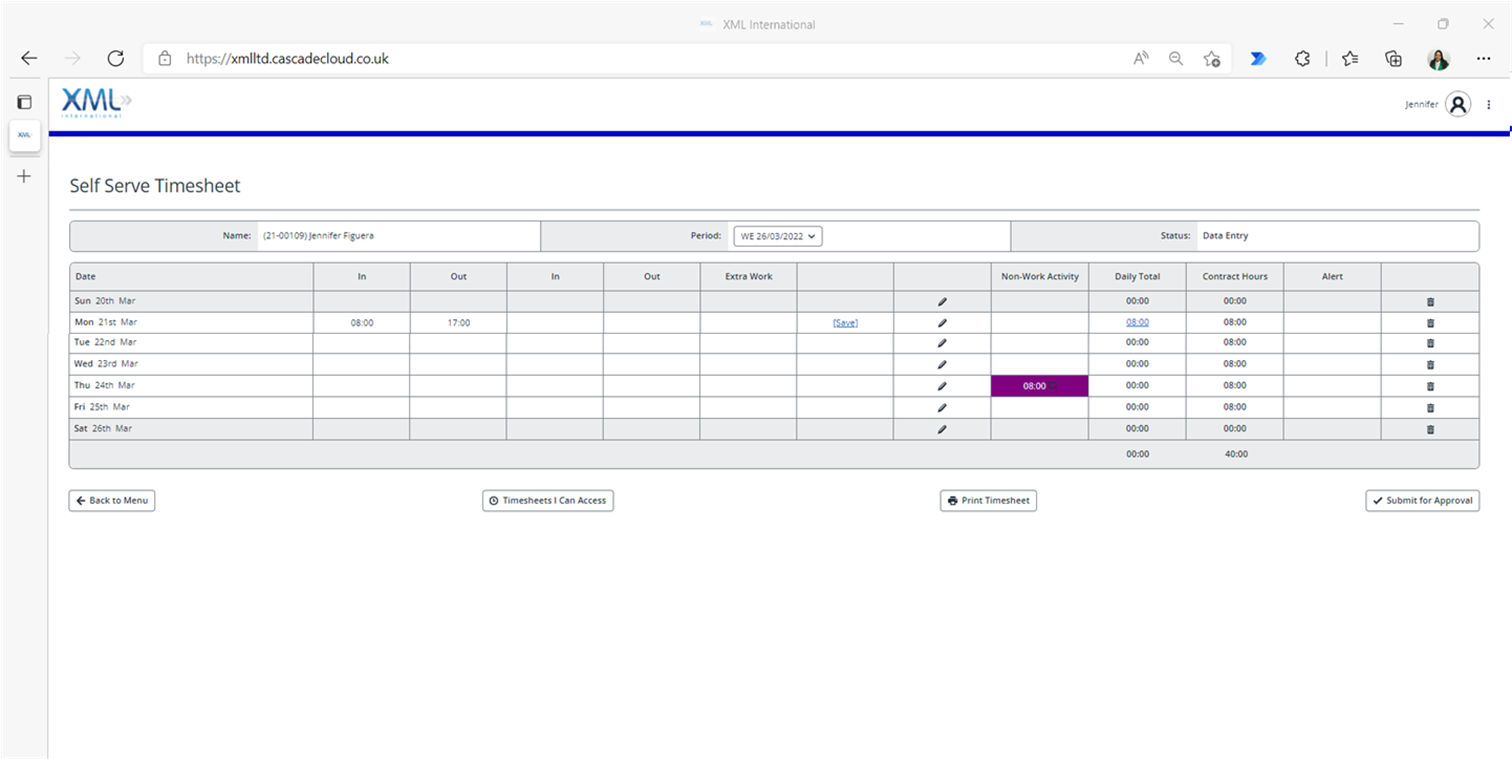 XML International
https://xmlltd.cascadecloud.co.uk
XML
international
Jennifer
XML
Self Serve Timesheet
Name: (21-00109) Jennifer Figuera Period: WE 26/03/2022 Status: Data Entry
Date In Out In Out Extra Work Non-Work Activity Daily Total Contract Hours Alert
Sun 20th Mar 00:00 00:00
Mon 21st Mar 08:00 17:00 [Save] 08:00 08:00
Tue 22nd Mar 00:00 08:00
Wed 23rd Mar 00:00 08:00
Thu 24th Mar 08:00 00:00 08:00
Fri 25th Mar 00:00 08:00
Sat 26th Mar 00:00 00:00
00:00 40:00
Back to Menu Timesheets I Can Access Print Timesheet Submit for Approval